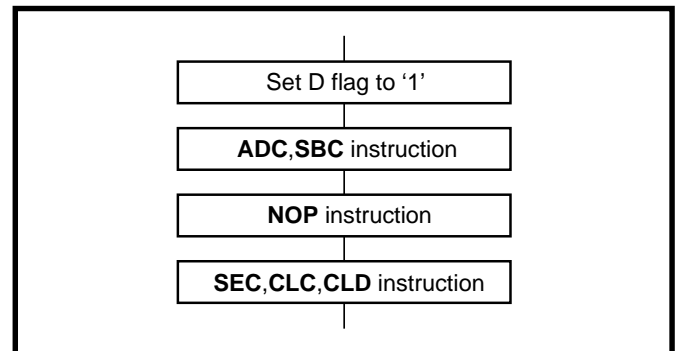 Set D flag to ‘1’
ADC,SBC instruction
NOP instruction
SEC,CLC,CLD instruction